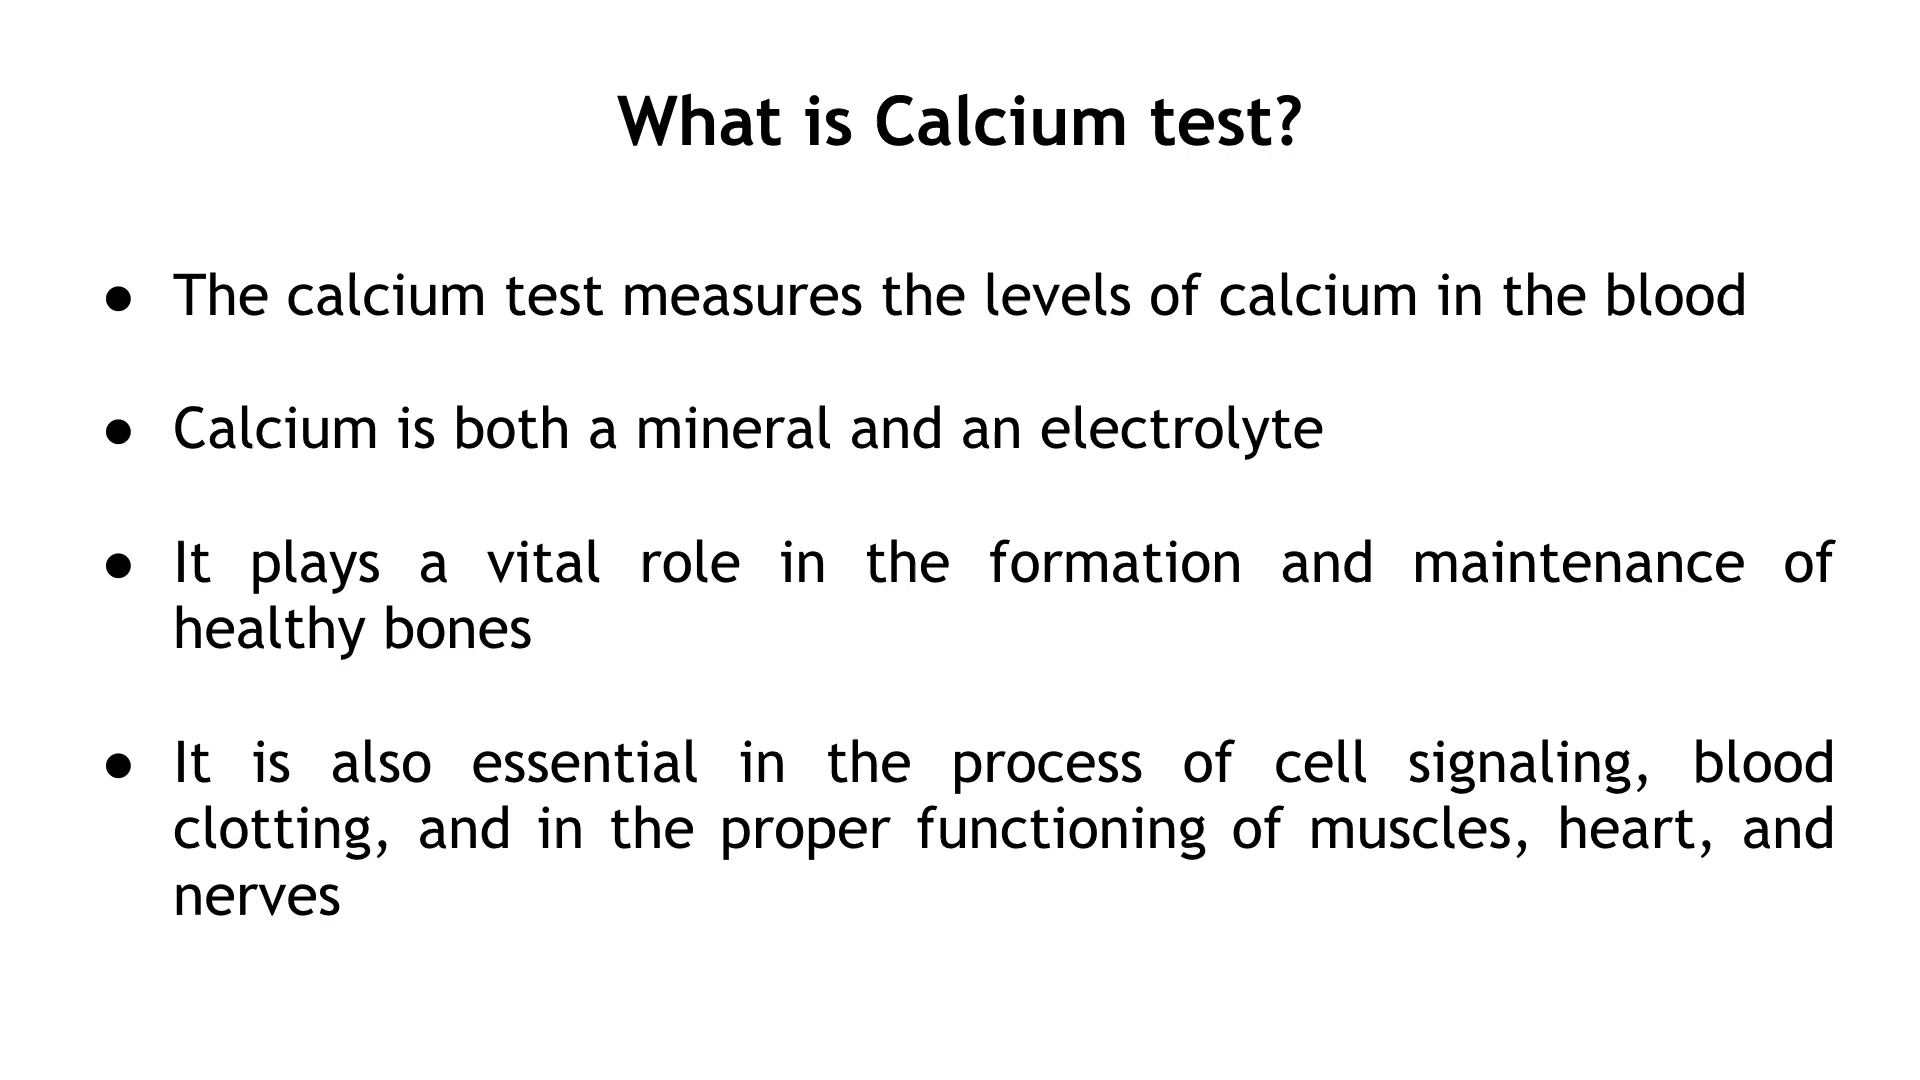 What is Calcium test?
● The calcium test measures the levels of calcium in the blood
● Calcium is both a mineral and an electrolyte
● It plays a vital role in the formation and maintenance of
healthy bones
● It is also essential in the process of cell signaling, blood
clotting, and in the proper functioning of muscles, heart, and
nerves